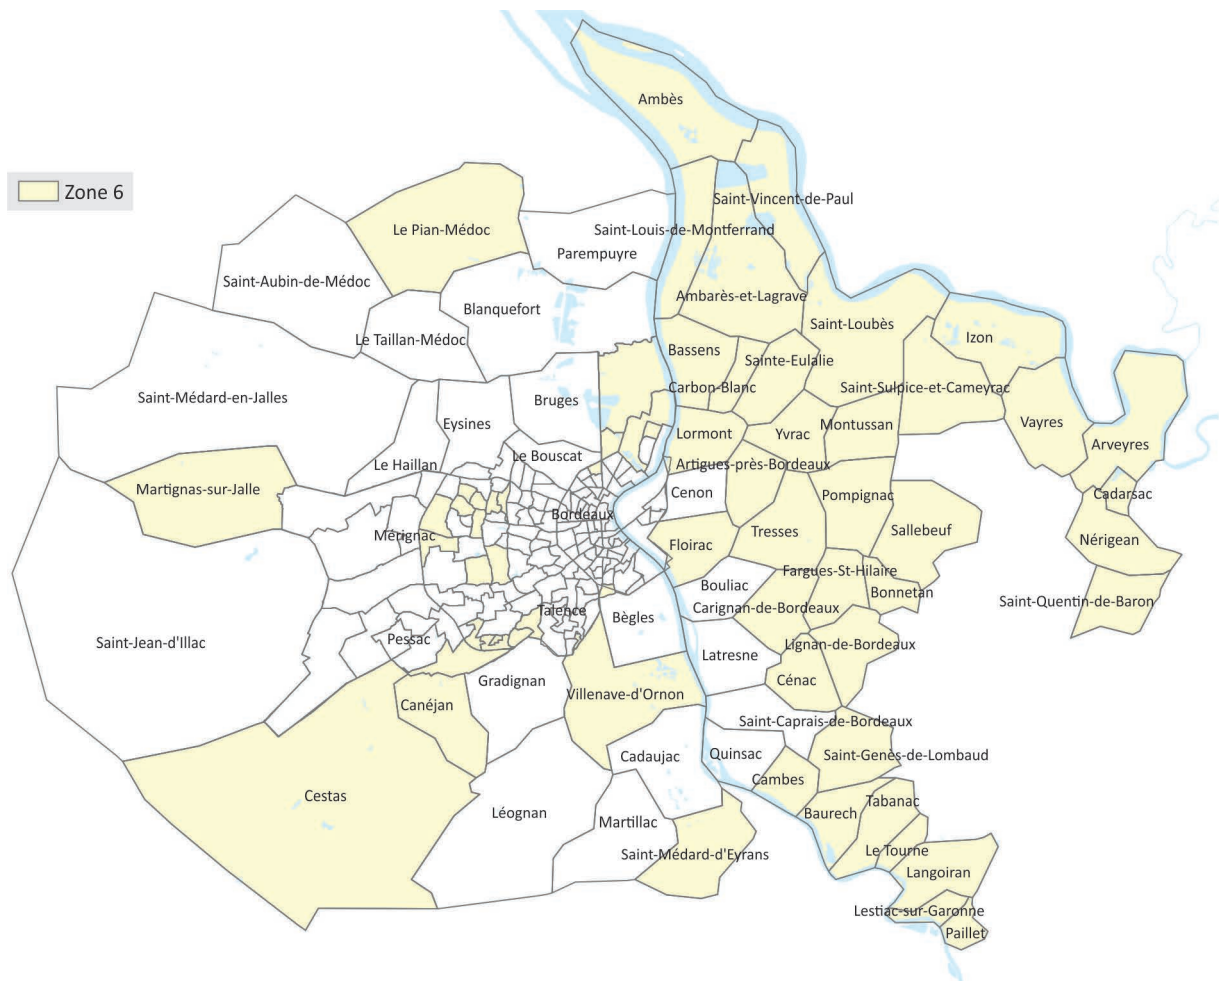 Ambès
Zone 6
Saint-Vincent-de-Paul
Le Pian-Médoc
Saint-Louis-de-Montferrand
Parempuyre
Saint-Aubin-de-Médoc
Ambarès-et-Lagrave
Blanquefort
Saint-Loubès
Le Taillan-Médoc
Izon
Bassens
Sainte-Eulalie
Carbon-Blanc
Saint-Sulpice-et-Cameyrac
Saint-Médard-en-Jalles
Bruges
Eysines
Vayres
Montussan
Lormont
Yvrac
Arveyres
Le Bouscat
Le Haillan
Artigues-près-Bordeaux
Martignas-sur-Jalle
Cenon
Pompignac
Cadarsac
Bordeaux
Mérignac
Tresses
Sallebeuf
Floirac
Nérigean
Fargues-St-Hilaire
Bouliac
Bonnetan
Saint-Quentin-de-Baron
Carignan-de-Bordeaux
Talence
Bègles
Saint-Jean-d'Illac
Pessac
Lignan-de-Bordeaux
Latresne
Gradignan
Cénac
Villenave-d'Ornon
Canéjan
Saint-Caprais-de-Bordeaux
Quinsac
Saint-Genès-de-Lombaud
Cadaujac
Cambes
Cestas
Tabanac
Léognan
Baurech
Martillac
Le Tourne
Saint-Médard-d'Eyrans
Langoiran
Lestiac-sur-Garonne
Paillet